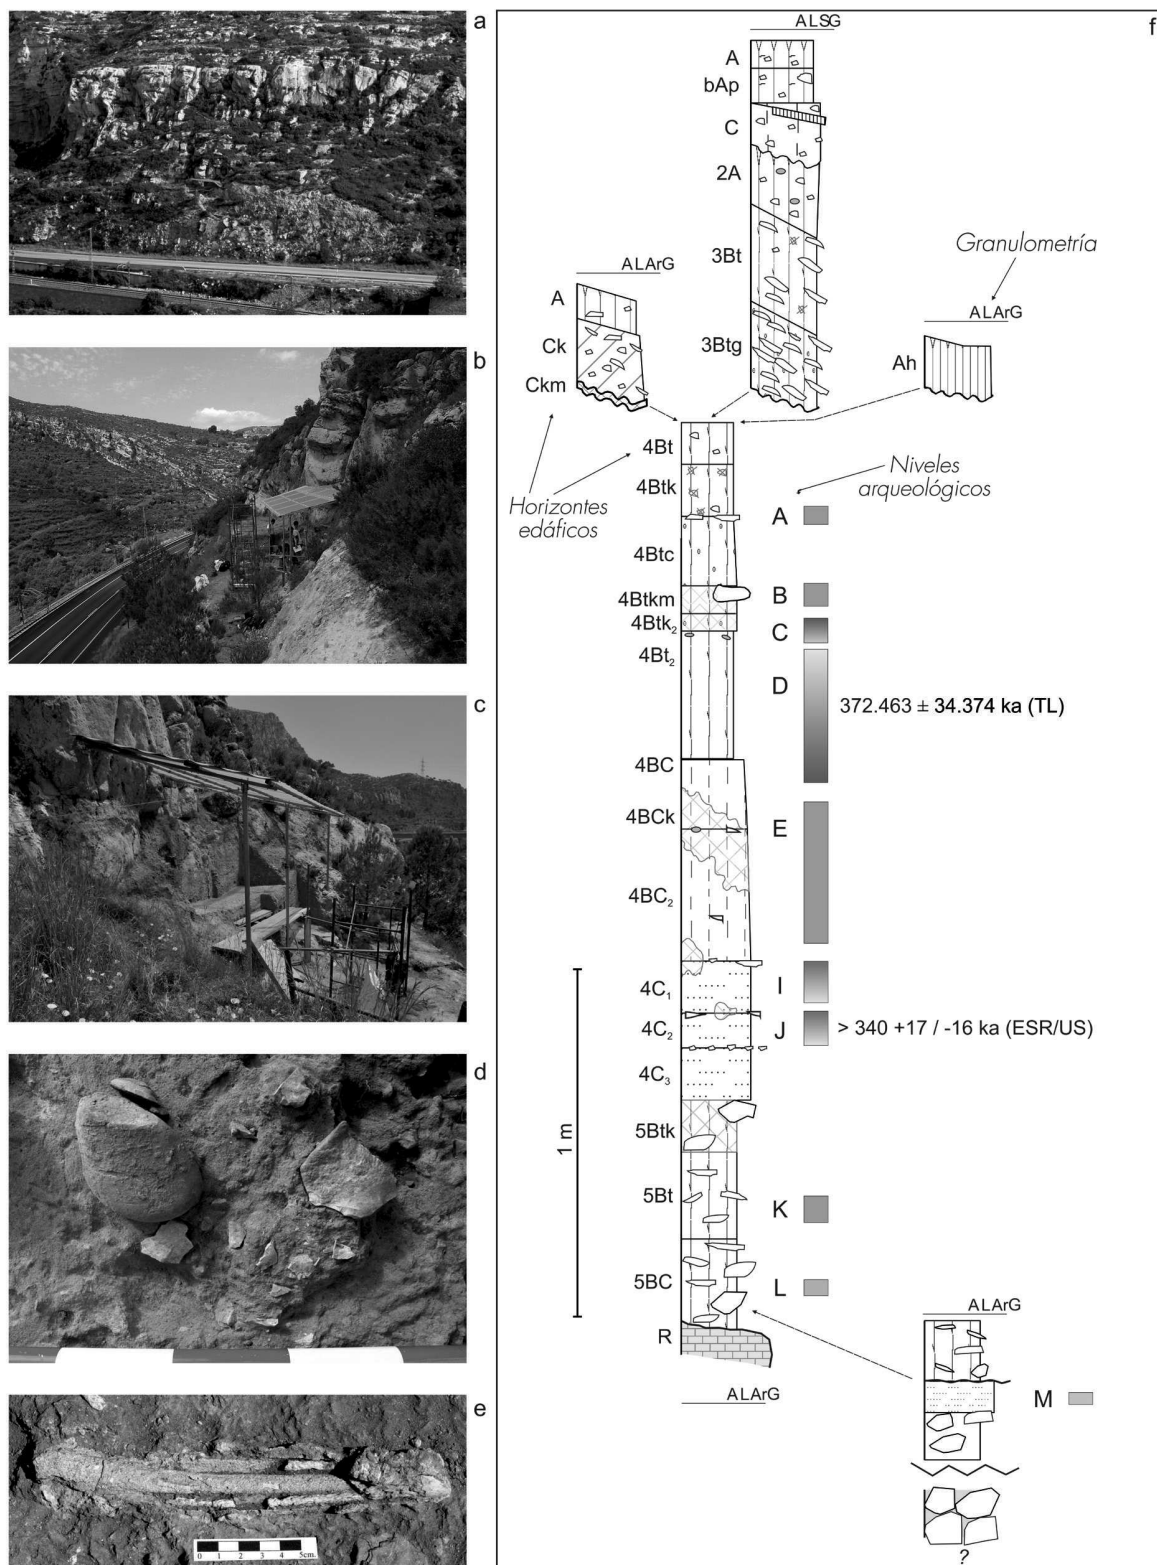 a
b
c
d
e
0 1 2 3 4 5cm.
f
ALSG
A
bAp
C
2A
3Bt
3Btg
ALArG
A
Ck
Ckm
Granulometría
ALArG
Ah
Horizontes
edáficos
Niveles
arqueológicos
4Bt
4Btk
4Btc
4Btkm
4Btk2
4Bt2
4BC
4BCk
4BC2
4C1
4C2
4C3
5Btk
5Bt
5BC
R
ALArG
1 m
A
B
C
D
372.463 ± 34.374 ka (TL)
E
I
J
> 340 +17 / -16 ka (ESR/US)
K
L
ALArG
M
?